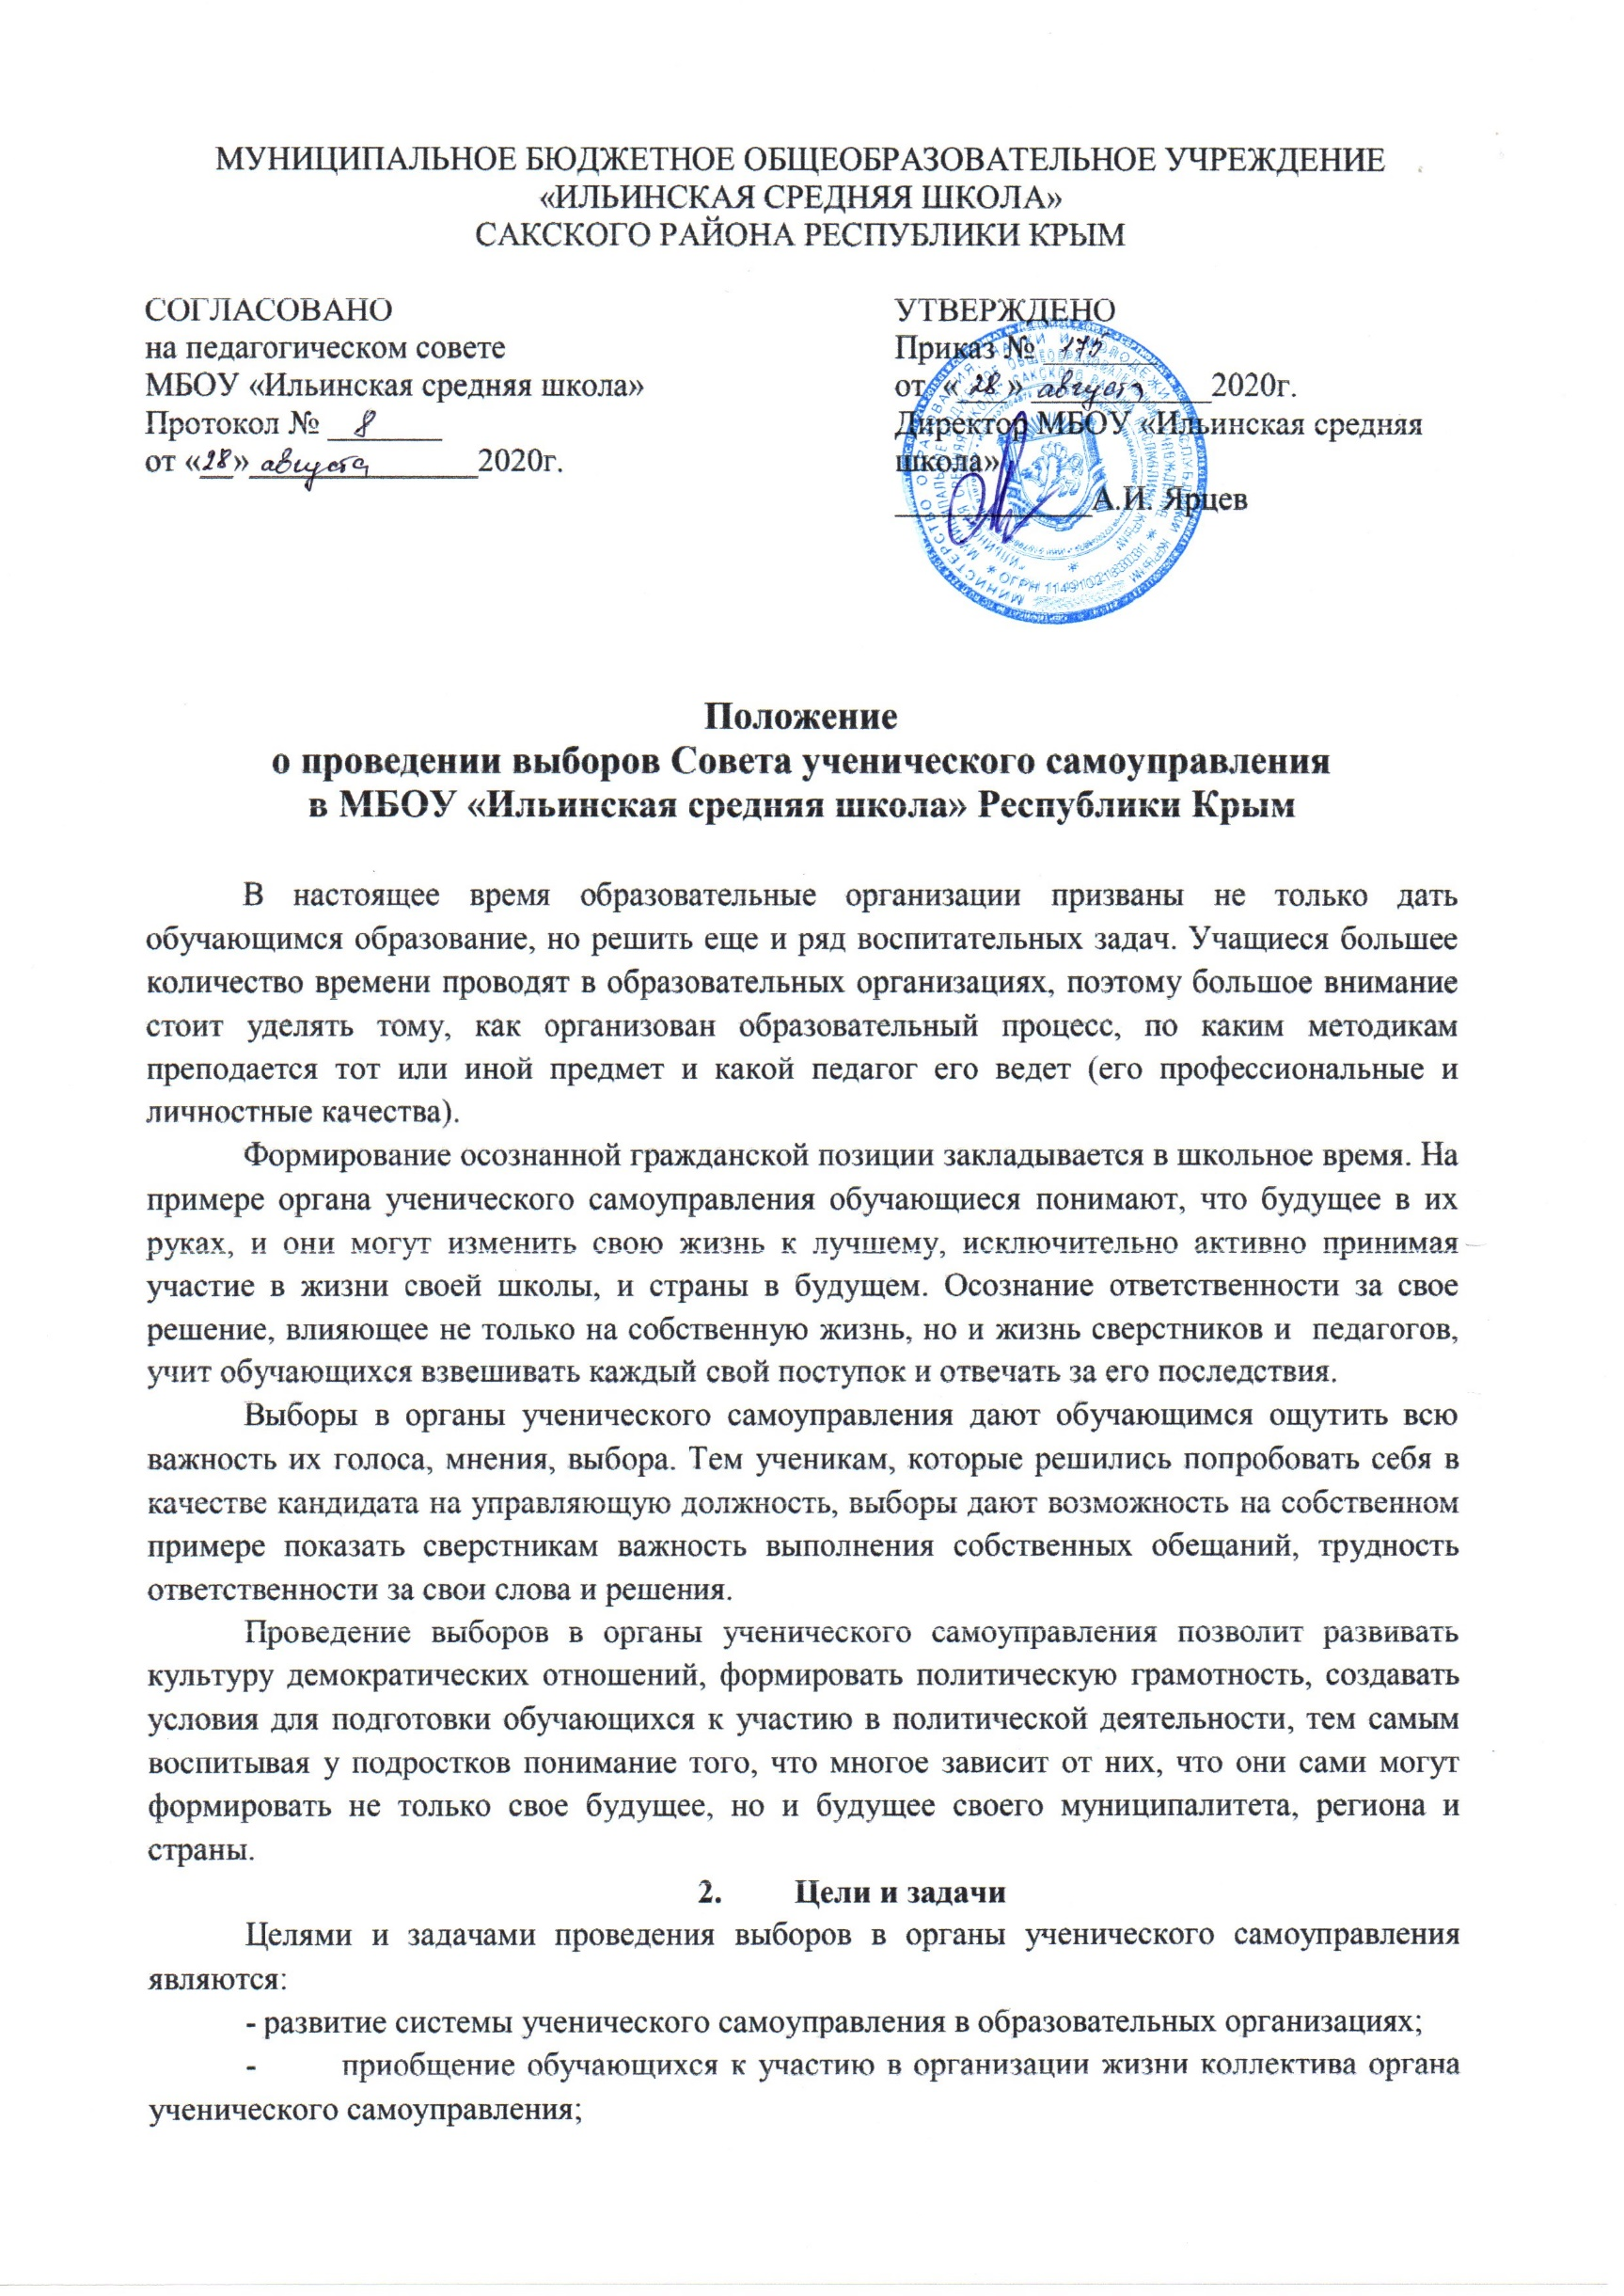 МУНИЦИПАЛЬНОЕ БЮДЖЕТНОЕ ОБЩЕОБРАЗОВАТЕЛЬНОЕ УЧРЕЖДЕНИЕ
«ИЛЬИНСКАЯ СРЕДНЯЯ ШКОЛА»
САКСКОГО РАЙОНА РЕСПУБЛИКИ КРЫМ
СОГЛАСОВАНО
на педагогическом совете
МБОУ «Ильинская средняя школа»
Протокол № 8
от «28» августа 2020г.
УТВЕРЖДЕНО
Приказ № 175
от «28» августа 2020г.
Директор МБОУ «Ильинская средняя
школа»
А.И. Ярцев
ОГРН 1149102183031
Положение
о проведении выборов Совета ученического самоуправления
в МБОУ «Ильинская средняя школа» Республики Крым
В настоящее время образовательные организации призваны не только дать
обучающимся образование, но решить еще и ряд воспитательных задач. Учащиеся большее
количество времени проводят в образовательных организациях, поэтому большое внимание
стоит уделять тому, как организован образовательный процесс, по каким методикам
преподается тот или иной предмет и какой педагог его ведет (его профессиональные и
личностные качества).
Формирование осознанной гражданской позиции закладывается в школьное время. На
примере органа ученического самоуправления обучающиеся понимают, что будущее в их
руках, и они могут изменить свою жизнь к лучшему, исключительно активно принимая
участие в жизни своей школы, и страны в будущем. Осознание ответственности за свое
решение, влияющее не только на собственную жизнь, но и жизнь сверстников и педагогов,
учит обучающихся взвешивать каждый свой поступок и отвечать за его последствия.
Выборы в органы ученического самоуправления дают обучающимся ощутить всю
важность их голоса, мнения, выбора. Тем ученикам, которые решились попробовать себя в
качестве кандидата на управляющую должность, выборы дают возможность на собственном
примере показать сверстникам важность выполнения собственных обещаний, трудность
ответственности за свои слова и решения.
Проведение выборов в органы ученического самоуправления позволит развивать
культуру демократических отношений, формировать политическую грамотность, создавать
условия для подготовки обучающихся к участию в политической деятельности, тем самым
воспитывая у подростков понимание того, что многое зависит от них, что они сами могут
формировать не только свое будущее, но и будущее своего муниципалитета, региона и
страны.
2. Цели и задачи
Целями и задачами проведения выборов в органы ученического самоуправления
являются:
- развитие системы ученического самоуправления в образовательных организациях;
- приобщение обучающихся к участию в организации жизни коллектива органа
ученического самоуправления;